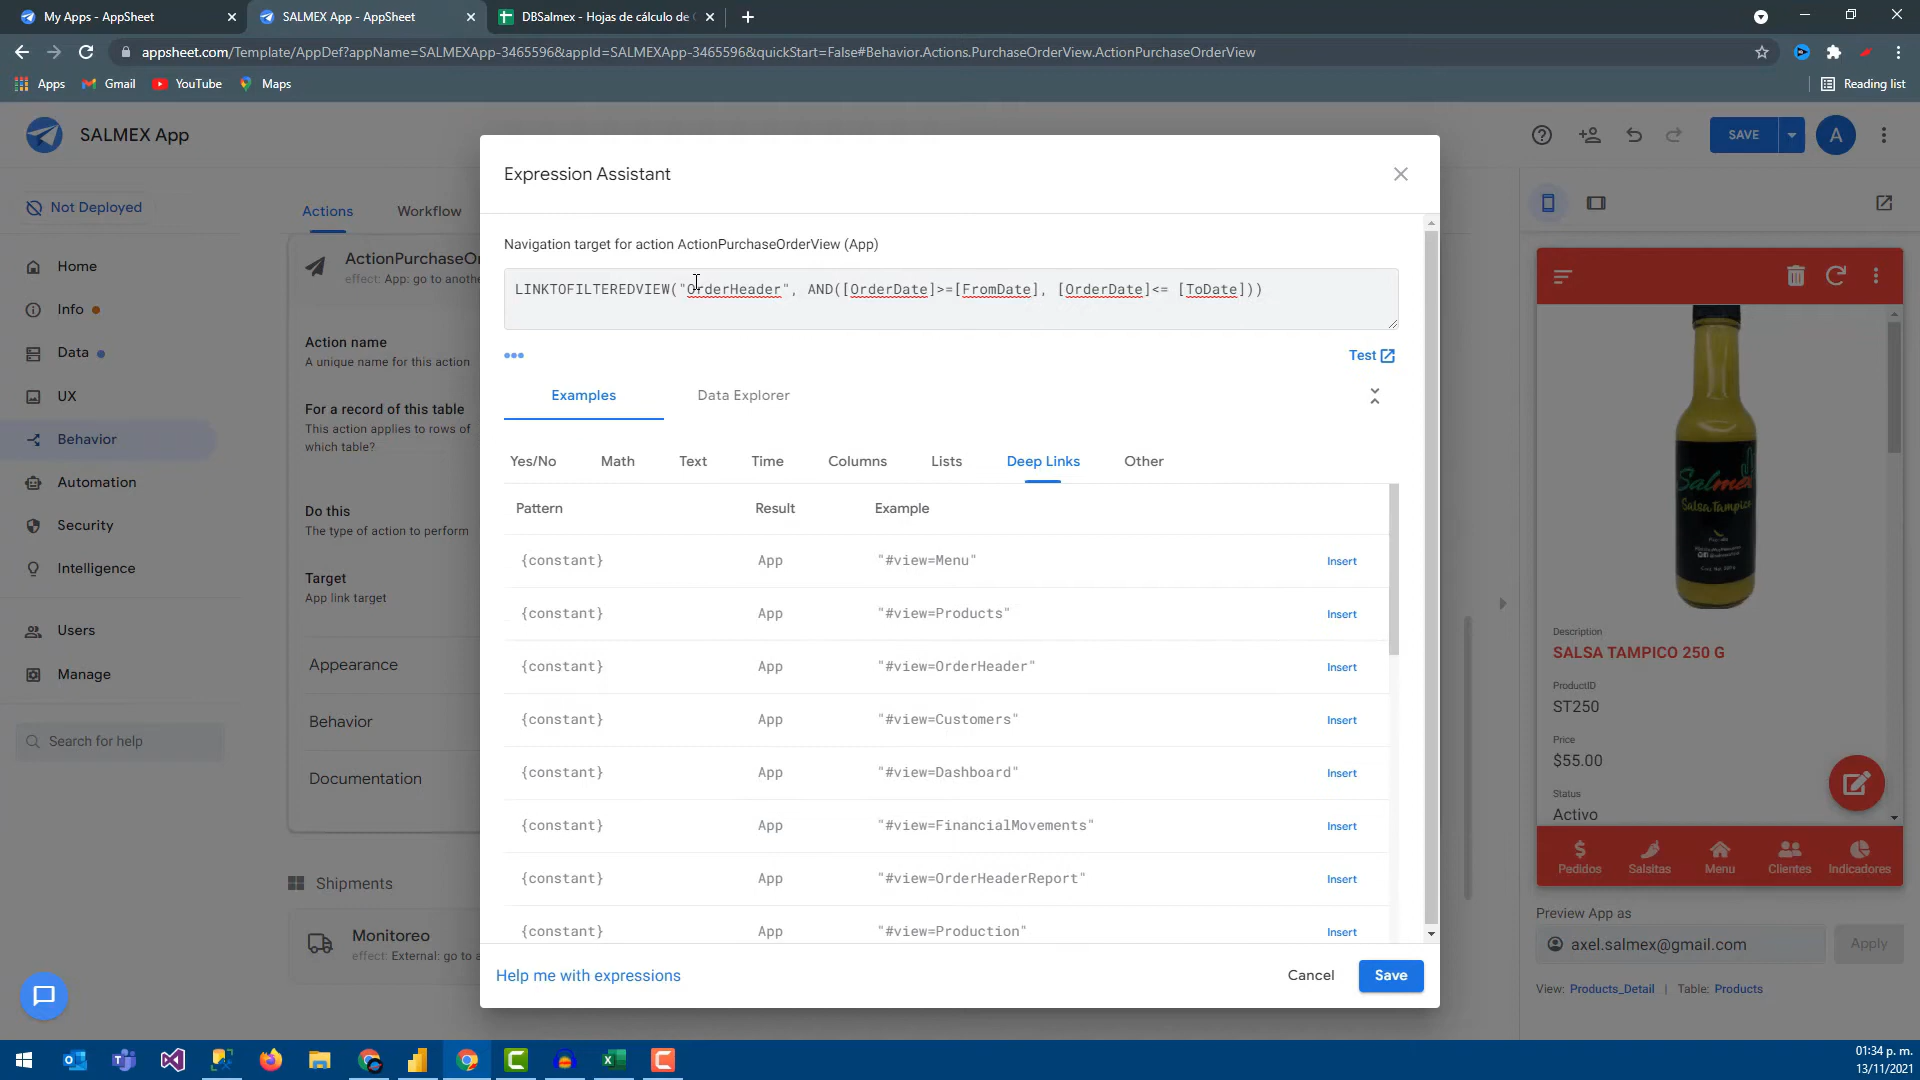 My Apps - AppSheet
SALMEX App - AppSheet
DBSalmex - Hojas de cálculo de
appsheet.com/Template/AppDef?appName=SALMEXApp-3465596&appId=SALMEXApp-3465596&quickStart=False#Behavior.Actions.PurchaseOrderView.ActionPurchaseOrderView
Apps
Gmail
YouTube
Maps
Reading list
SALMEX App
SAVE
A
Not Deployed
Home
Info
Data
UX
Behavior
Automation
Security
Intelligence
Users
Manage
Search for help
Actions
Workflow
ActionPurchaseOr
effect: App: go to anothe
Action name
A unique name for this action
For a record of this table
This action applies to rows of
which table?
Do this
The type of action to perform
Target
App link target
Appearance
Behavior
Documentation
Shipments
Monitoreo
effect: External: go to a
Expression Assistant
Navigation target for action ActionPurchaseOrderView (App)
LINKTOFILTEREDVIEW("OrderHeader", AND([OrderDate]>=[FromDate], [OrderDate]<= [ToDate]))
Test
Examples
Data Explorer
Yes/No
Math
Text
Time
Columns
Lists
Deep Links
Other
Pattern Result Example
{constant} App "#view=Menu" Insert
{constant} App "#view=Products" Insert
{constant} App "#view=OrderHeader" Insert
{constant} App "#view=Customers" Insert
{constant} App "#view=Dashboard" Insert
{constant} App "#view=FinancialMovements" Insert
{constant} App "#view=OrderHeaderReport" Insert
{constant} App "#view=Production" Insert
Help me with expressions
Cancel
Save
Salmex
Salsa Tampico
Description
SALSA TAMPICO 250 G
ProductID
ST250
Price
$55.00
Status
Activo
Pedidos
Salsitas
Menu
Clientes
Indicadores
Preview App as
axel.salmex@gmail.com
Apply
View: Products_Detail | Table: Products
01:34 p. m.
13/11/2021